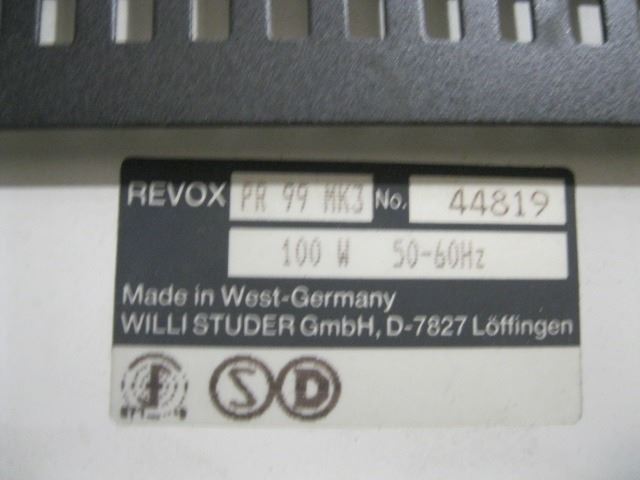 REVOX PR 99 MK3 No. 44819
100 W 50-60Hz
Made in West-Germany
WILLI STUDER GmbH, D-7827 Löffingen
S D